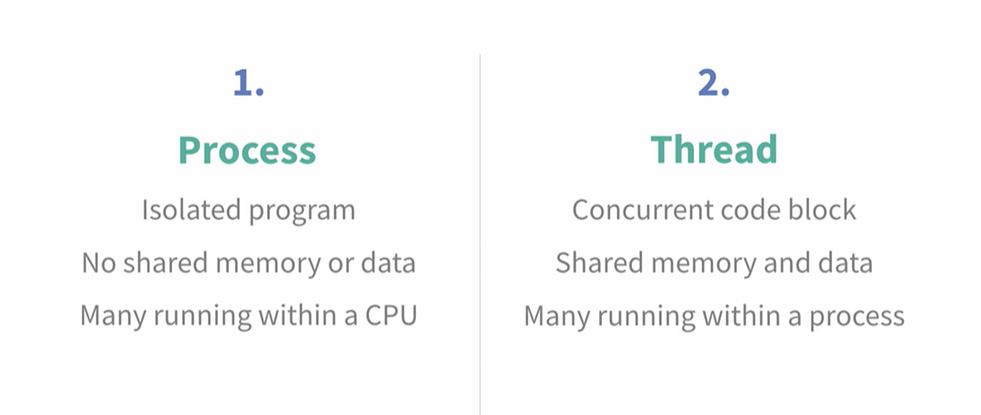 1.
Process
Isolated program
No shared memory or data
Many running within a CPU
2.
Thread
Concurrent code block
Shared memory and data
Many running within a process